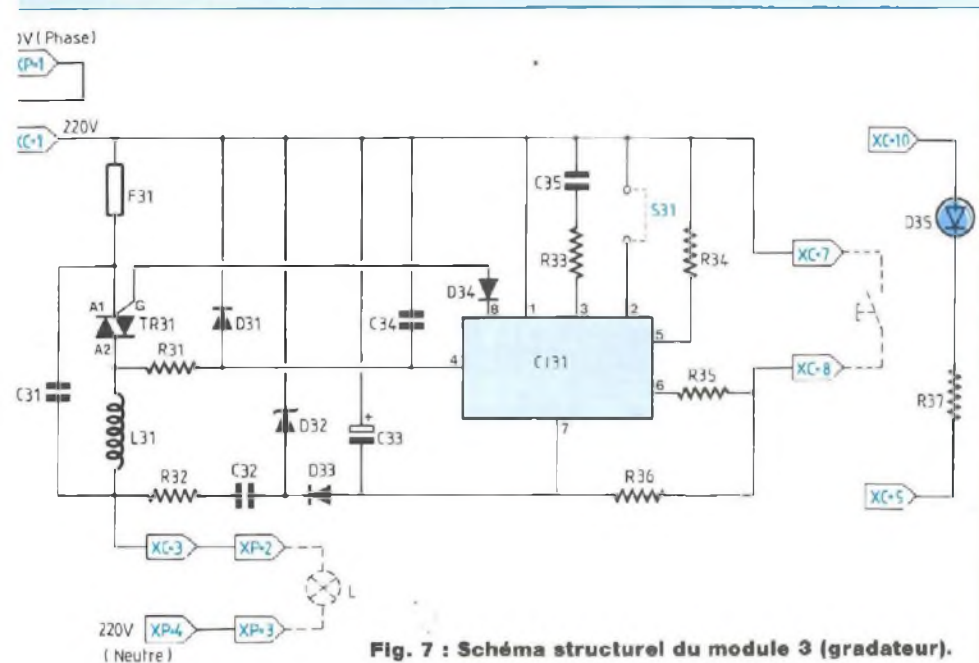 0V (Phase)
XP•1
XC•1
220V
F31
C35
S31
XC•10
D35
R33
R34
XC•7
A1
G
TR31
A2
D31
C34
D34
8
1
3
2
5
4
CI31
6
R35
XC•8
R31
C31
L31
D32
C33
7
R37
R32
C32
D33
R36
XC•5
XC•3
XP•2
L
220V
XP•4
XP•3
(Neutre)
Fig. 7 : Schéma structurel du module 3 (gradateur).